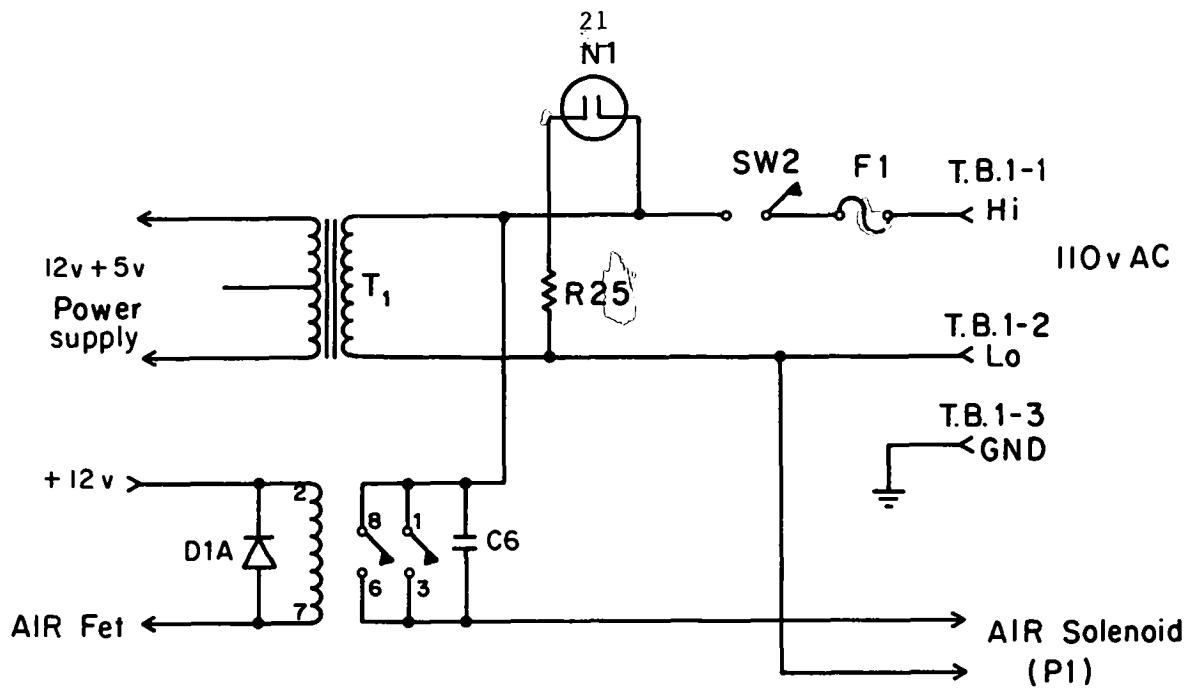 21
N1
SW2
F1
T.B.1-1
Hi
110v AC
12v + 5v
Power
supply
T1
R25
T.B.1-2
Lo
T.B.1-3
GND
+12v
2
D1A
7
8
1
6
3
C6
AIR Fet
AIR Solenoid
(P1)